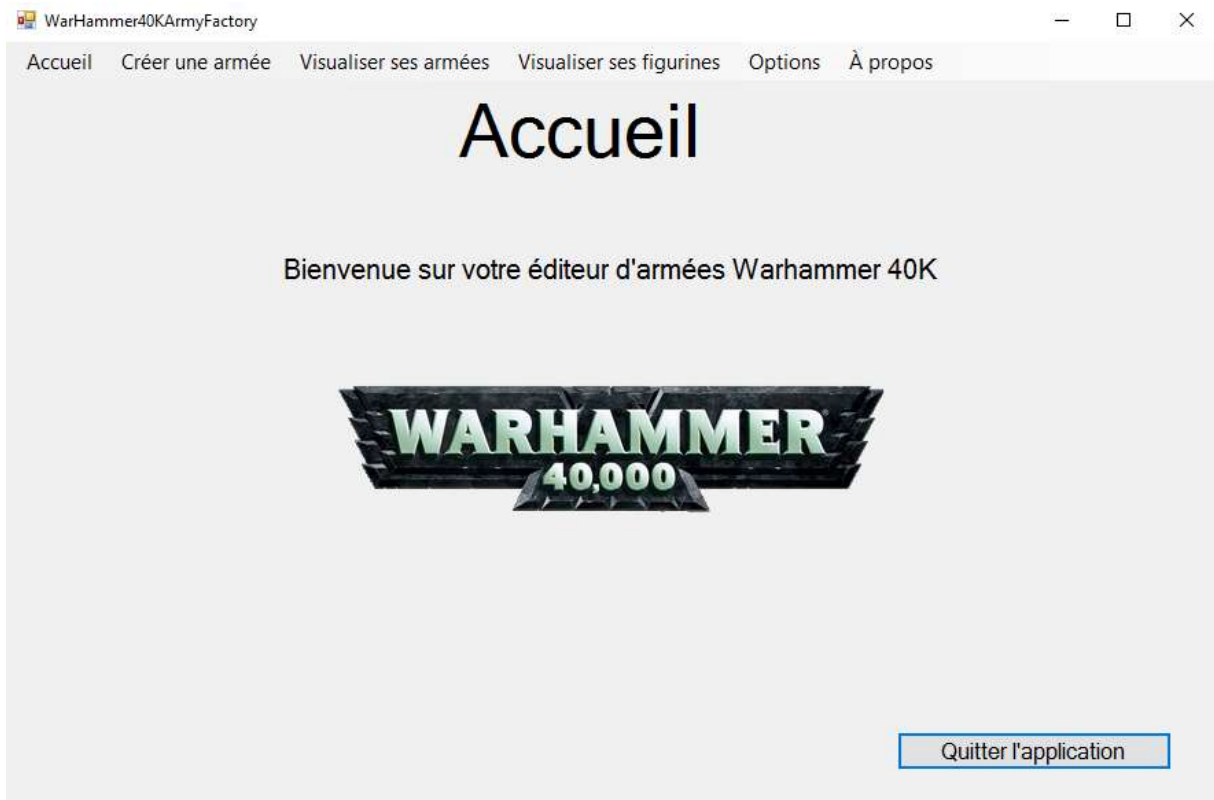 WarHammer40KArmyFactory
Accueil Créer une armée Visualiser ses armées Visualiser ses figurines Options À propos
Accueil
Bienvenue sur votre éditeur d'armées Warhammer 40K
WARHAMMER
40,000
Quitter l'application